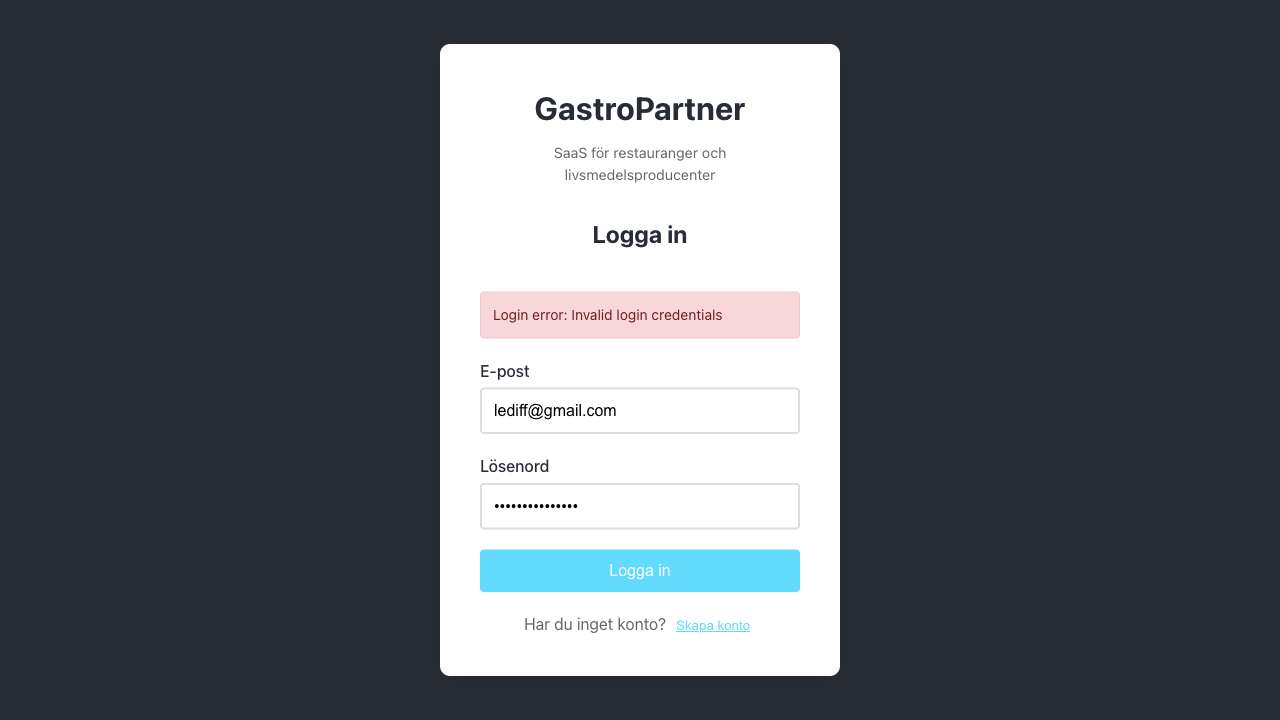 GastroPartner
SaaS för restauranger och
livsmedelsproducenter
Logga in
Login error: Invalid login credentials
E-post
lediff@gmail.com
Lösenord
•••••••••••••••
Logga in
Har du inget konto? Skapa konto